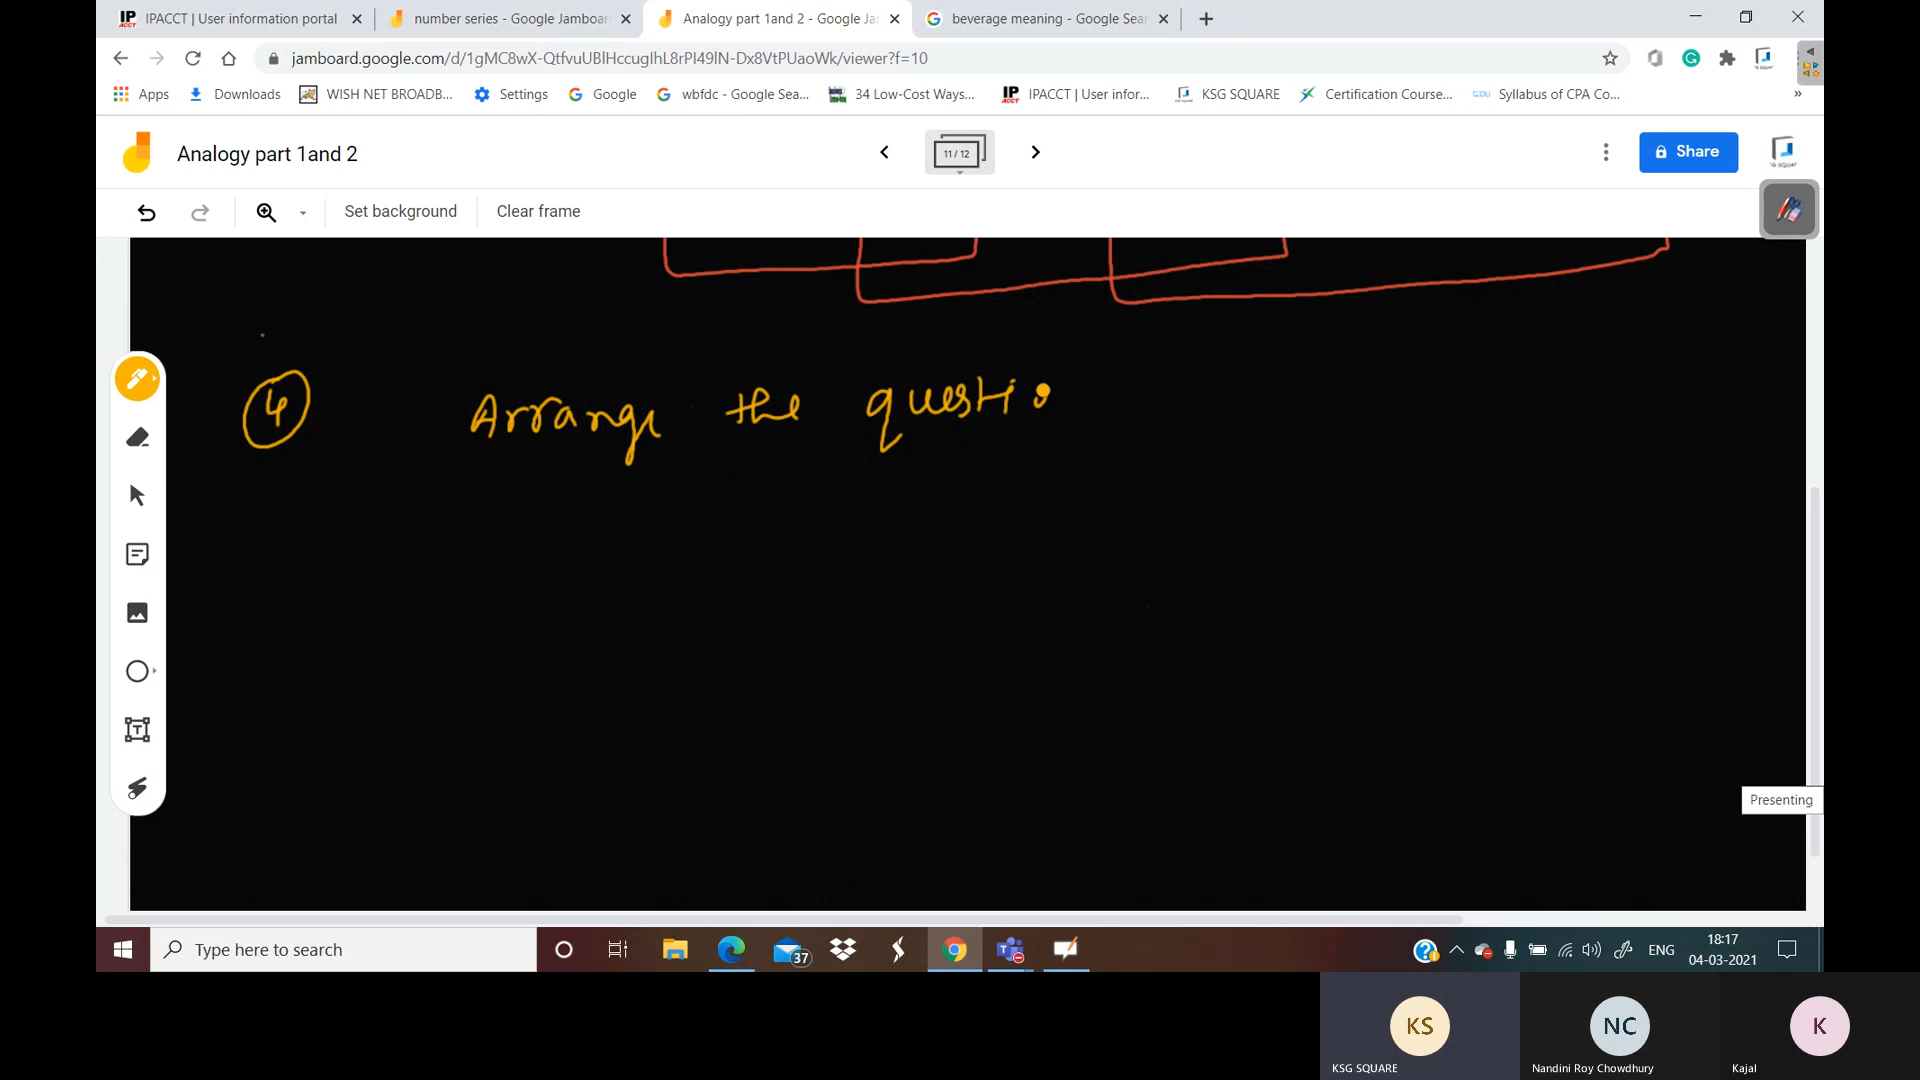 IPACCT | User information portal
number series - Google Jamboar
Analogy part 1and 2 - Google Ja
beverage meaning - Google Sea
jamboard.google.com/d/1gMC8wX-QtfvuUBlHccugIhL8rPI49lN-Dx8VtPUaoWk/viewer?f=10
Apps
Downloads
WISH NET BROADB...
Settings
Google
wbfdc - Google Sea...
34 Low-Cost Ways...
IPACCT | User infor...
KSG SQUARE
Certification Course...
Syllabus of CPA Co...
»
Analogy part 1and 2
11 / 12
Share
Set background
Clear frame
4 Arrange the questio
Presenting
Type here to search
37
ENG
18:17
04-03-2021
KS
NC
K
KSG SQUARE
Nandini Roy Chowdhury
Kajal